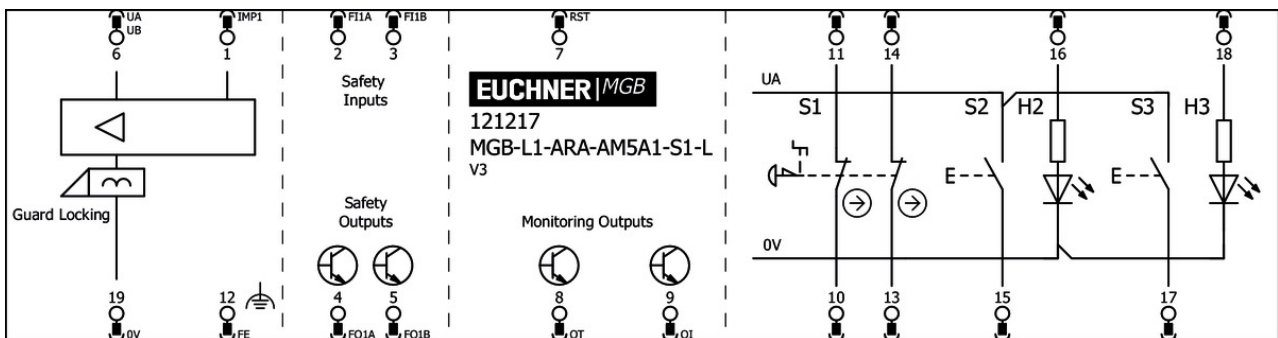 UA IMP1 FI1A FI1B RST
UB
6 1 2 3 7 11 14 16 18
Safety
Inputs
EUCHNER MGB
121217
MGB-L1-ARA-AM5A1-S1-L
V3
UA
S1 S2 H2 S3 H3
E E
Guard Locking
Safety
Outputs
Monitoring Outputs
0V
19 12 4 5 8 9 10 13 15 17
0V FE FO1A FO1B OT OI